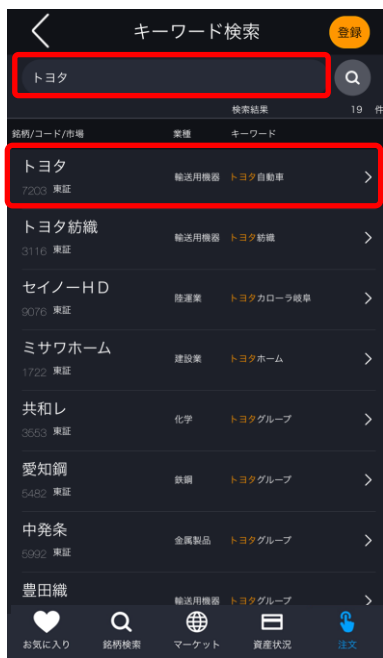 キーワード検索
登録
トヨタ
検索結果 19 件
銘柄/コード/市場 業種 キーワード
トヨタ
7203 東証
輸送用機器 トヨタ自動車
トヨタ紡織
3116 東証
輸送用機器 トヨタ紡織
セイノーHD
9076 東証
陸運業 トヨタカローラ岐阜
ミサワホーム
1722 東証
建設業 トヨタホーム
共和レ
3553 東証
化学 トヨタグループ
愛知鋼
5482 東証
鉄鋼 トヨタグループ
中発条
5992 東証
金属製品 トヨタグループ
豊田織
輸送用機器 トヨタグループ
お気に入り 銘柄検索 マーケット 資産状況 注文